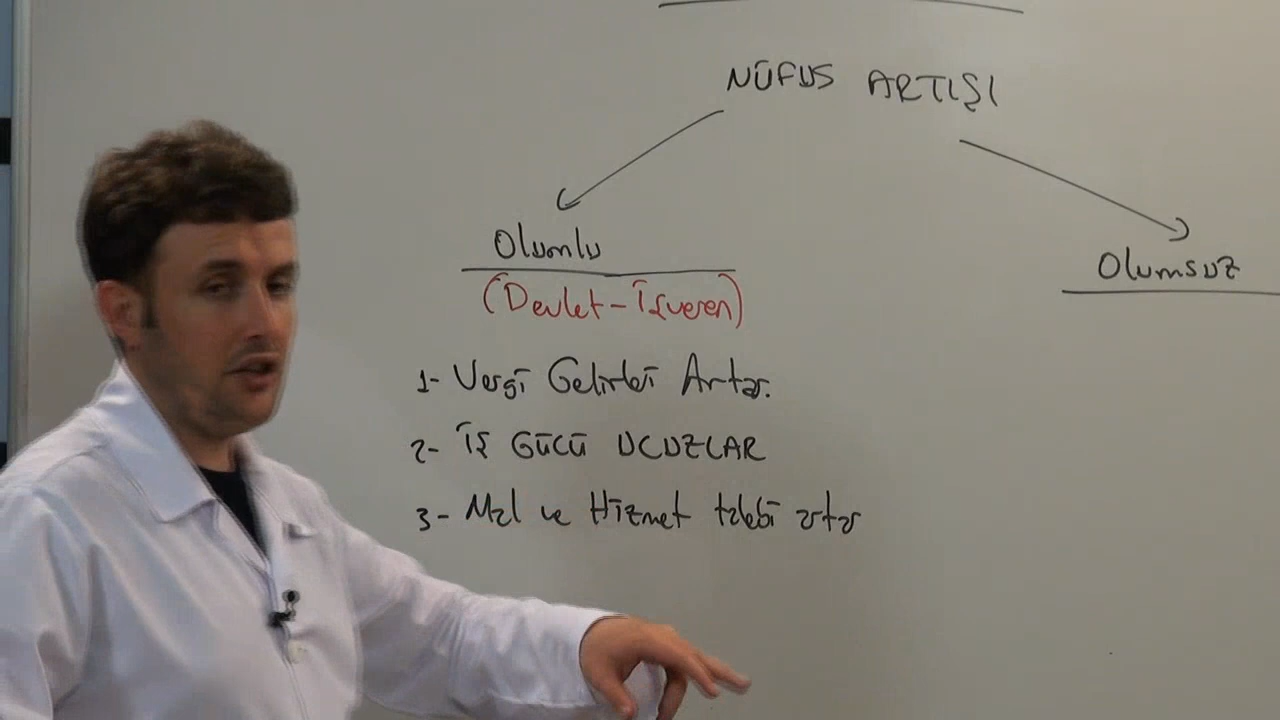 NÜFUS ARTIŞI
Olumlu
Olumsuz
(Devlet - İşveren)
1- Vergi Gelirleri Artar.
2- İŞ GÜCÜ UCUZLAR
3- Mal ve Hizmet talebi artar